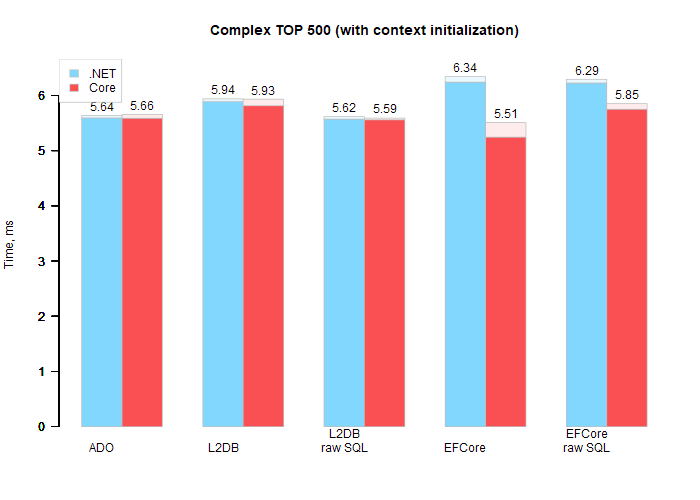 Complex TOP 500 (with context initialization)
.NET
Core
Time, ms
6
5
4
3
2
1
0
5.64
5.66
5.94
5.93
5.62
5.59
6.34
5.51
6.29
5.85
ADO
L2DB
L2DB
raw SQL
EFCore
EFCore
raw SQL